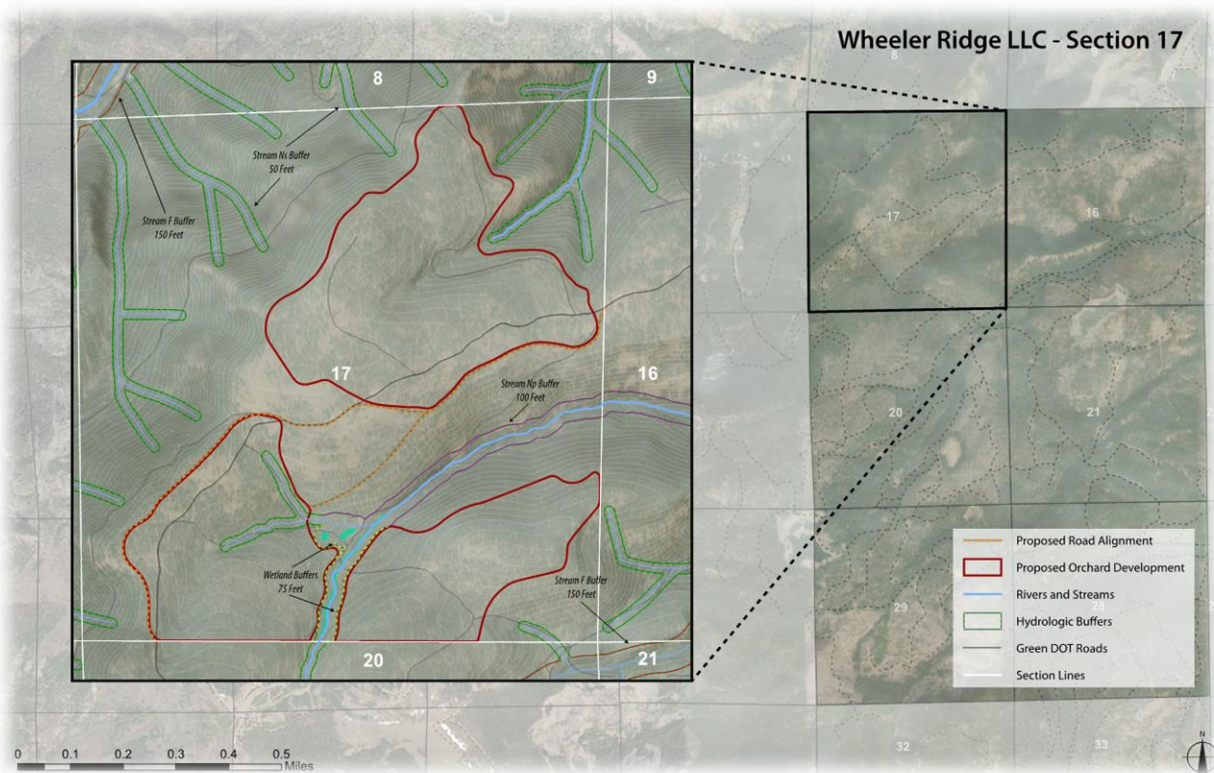 Wheeler Ridge LLC - Section 17
8
8
9
Stream Ns Buffer
50 Feet
Stream F Buffer
150 Feet
17
16
17
16
Stream Np Buffer
100 Feet
20
21
Wetland Buffers
75 Feet
Stream F Buffer
150 Feet
20
21
29
28
32
33
Proposed Road Alignment
Proposed Orchard Development
Rivers and Streams
Hydrologic Buffers
Green DOT Roads
Section Lines
N
0 0.1 0.2 0.3 0.4 0.5
Miles